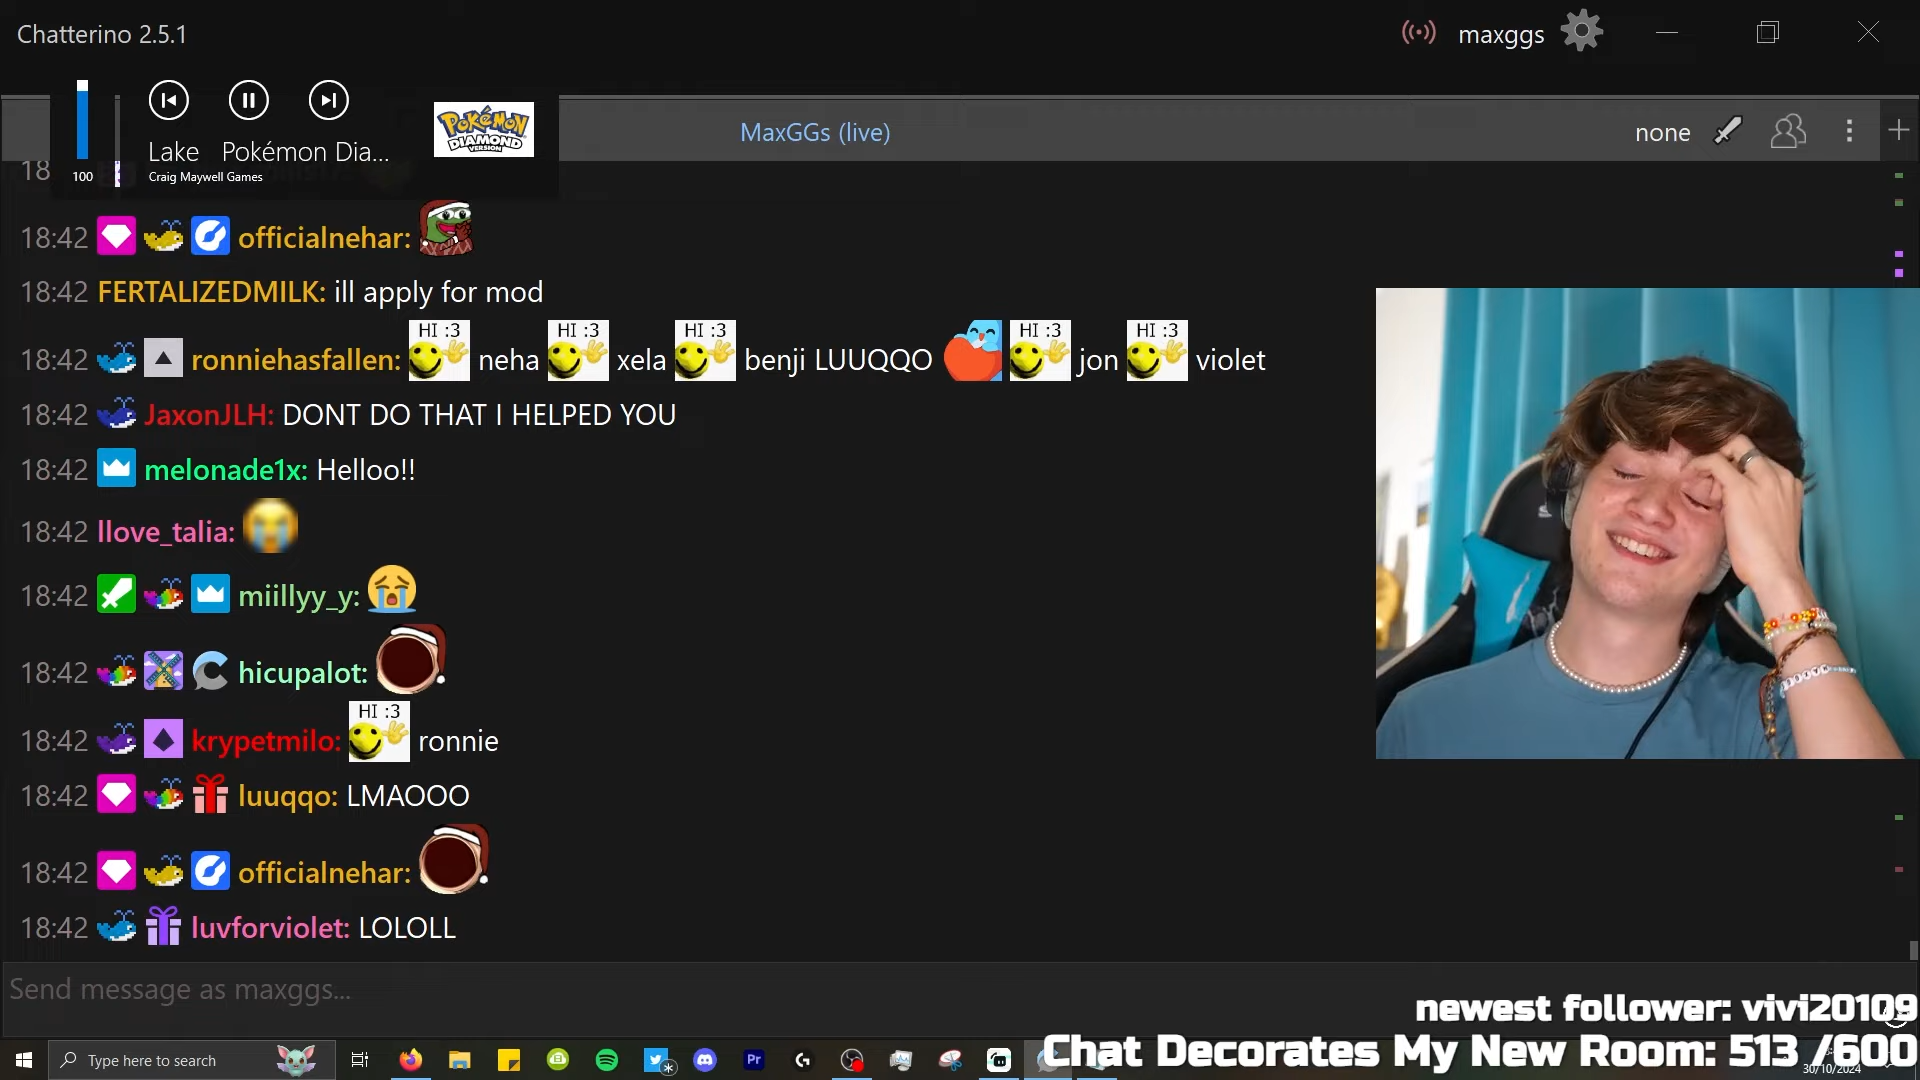 Chatterino 2.5.1
maxggs
100
Lake Pokémon Dia...
Craig Maywell Games
POKéMON
DIAMOND
VERSION
MaxGGs (live)
none
18
18:42 officialnehar:
18:42 FERTALIZEDMILK: ill apply for mod
18:42 ronniehasfallen: HI :3 neha HI :3 xela HI :3 benji LUUQQO HI :3 jon HI :3 violet
18:42 JaxonJLH: DONT DO THAT I HELPED YOU
18:42 melonade1x: Helloo!!
18:42 llove_talia:
18:42 miillyy_y:
18:42 hicupalot:
18:42 krypetmilo: HI :3 ronnie
18:42 luuqqo: LMAOOO
18:42 officialnehar:
18:42 luvforviolet: LOLOLL
Send message as maxggs...
newest follower: vivi20109
Chat Decorates My New Room: 513 /600
Type here to search
Pr
30/10/2024